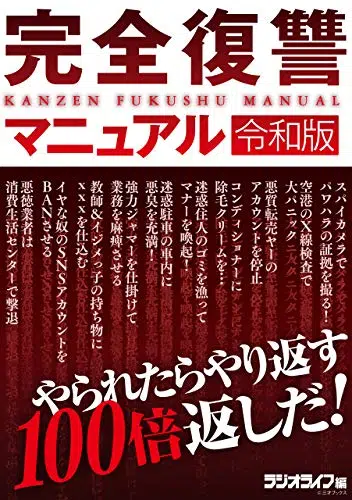 完全復讐
KANZEN FUKUSHU MANUAL
マニュアル 令和版
スパイカメラで
パワハラの証拠を撮る!
空港のX線検査で
大パニック
悪質転売ヤーの
アカウントを停止
コンディショナーに
除毛クリームを…
迷惑住人のゴミを漁って
マナーを喚起!
迷惑駐車の車内に
悪臭を充満!
強力ジャマーを仕掛けて
業務を麻痺させる
教師&イジメっ子の持ち物に
xxxを仕込む
イヤな奴のSNSアカウントを
BANさせる
悪徳業者は
消費生活センターで撃退
やられたらやり返す
100倍返しだ!
ラジオライフ編
三才ブックス